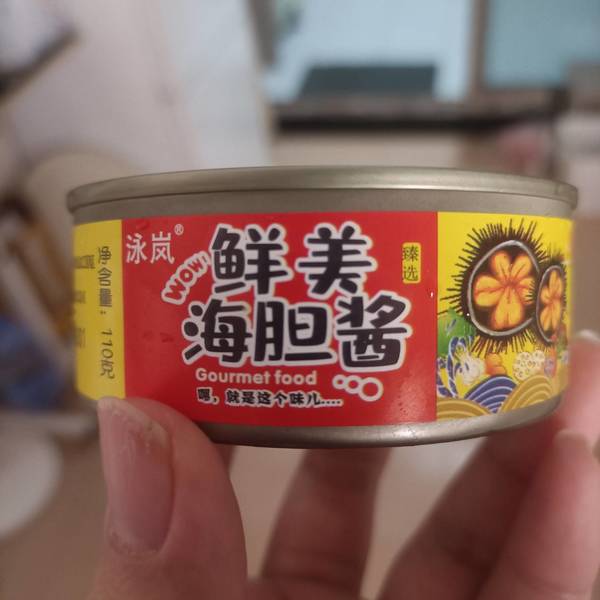 净含量：110克
泳岚®
WOW!
鲜美
海胆酱
臻选
Gourmet food
嗯，就是这个味儿....